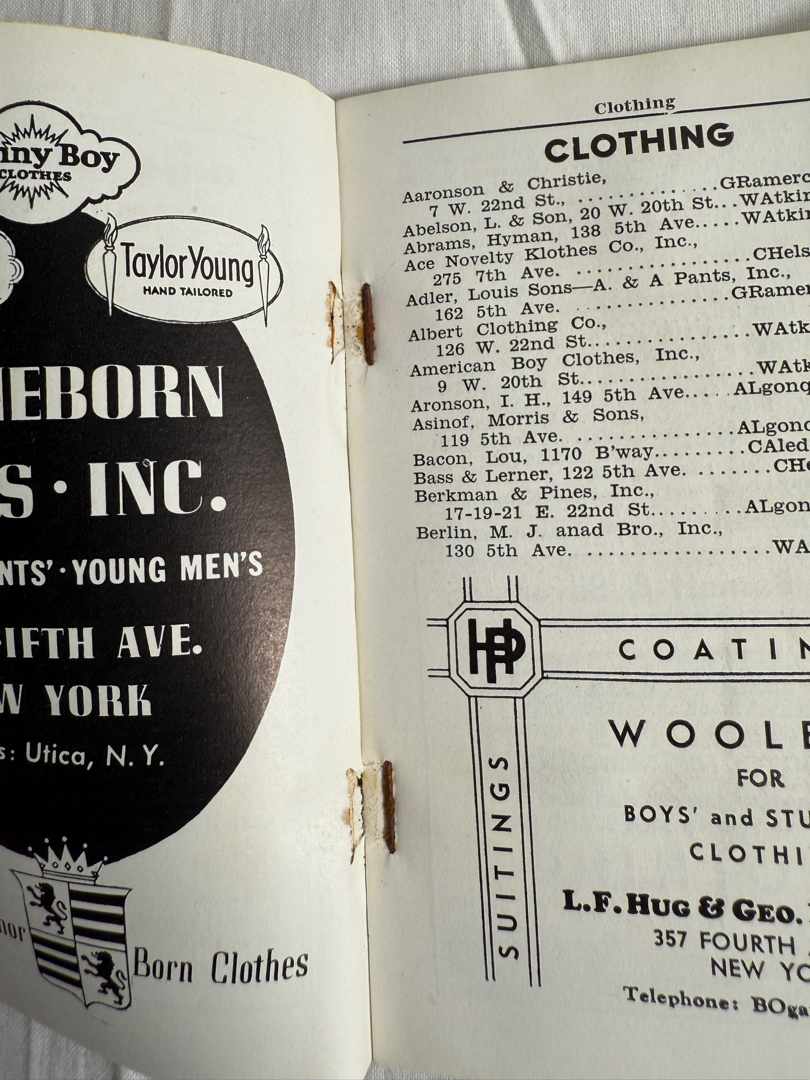 iny Boy
CLOTHES
Taylor Young
HAND TAILORED
EBORN
S · INC.
NTS' · YOUNG MEN'S
IFTH AVE.
W YORK
s: Utica, N. Y.
nor
Born Clothes
Clothing
CLOTHING
Aaronson & Christie,
7 W. 22nd St., ..............GRamerc
Abelson, L. & Son, 20 W. 20th St...WAtkin
Abrams, Hyman, 138 5th Ave.....WAtkin
Ace Novelty Klothes Co., Inc.,
275 7th Ave. ..................CHels
Adler, Louis Sons—A. & A Pants, Inc.,
162 5th Ave. ................GRamer
Albert Clothing Co.,
126 W. 22nd St.................WAtk
American Boy Clothes, Inc.,
9 W. 20th St..................WAtk
Aronson, I. H., 149 5th Ave.....ALgonq
Asinof, Morris & Sons,
119 5th Ave. ................ALgonq
Bacon, Lou, 1170 B'way.........CAled
Bass & Lerner, 122 5th Ave. ........CHe
Berkman & Pines, Inc.,
17-19-21 E. 22nd St.........ALgon
Berlin, M. J. anad Bro., Inc.,
130 5th Ave. ..................WA
HP
COATIN
SUITINGS
WOOLE
FOR
BOYS' and STU
CLOTHI
L.F. HUG & GEO.
357 FOURTH
NEW YO
Telephone: BOga